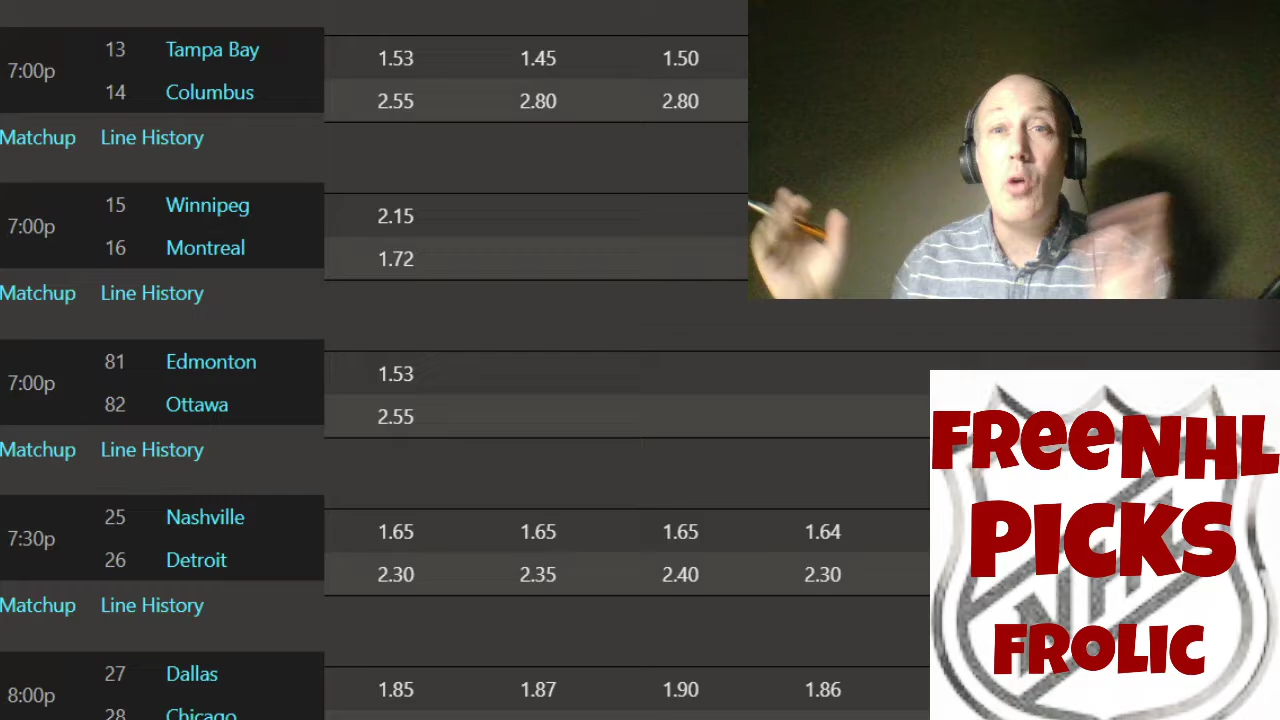 7:00p 13 Tampa Bay 1.53 1.45 1.50
14 Columbus 2.55 2.80 2.80
Matchup Line History
7:00p 15 Winnipeg 2.15
16 Montreal 1.72
Matchup Line History
7:00p 81 Edmonton 1.53
82 Ottawa 2.55
Matchup Line History
7:30p 25 Nashville 1.65 1.65 1.65 1.64
26 Detroit 2.30 2.35 2.40 2.30
Matchup Line History
8:00p 27 Dallas 1.85 1.87 1.90 1.86
28 Chicago
FReeNHL
PICKS
FROLIC
NHL